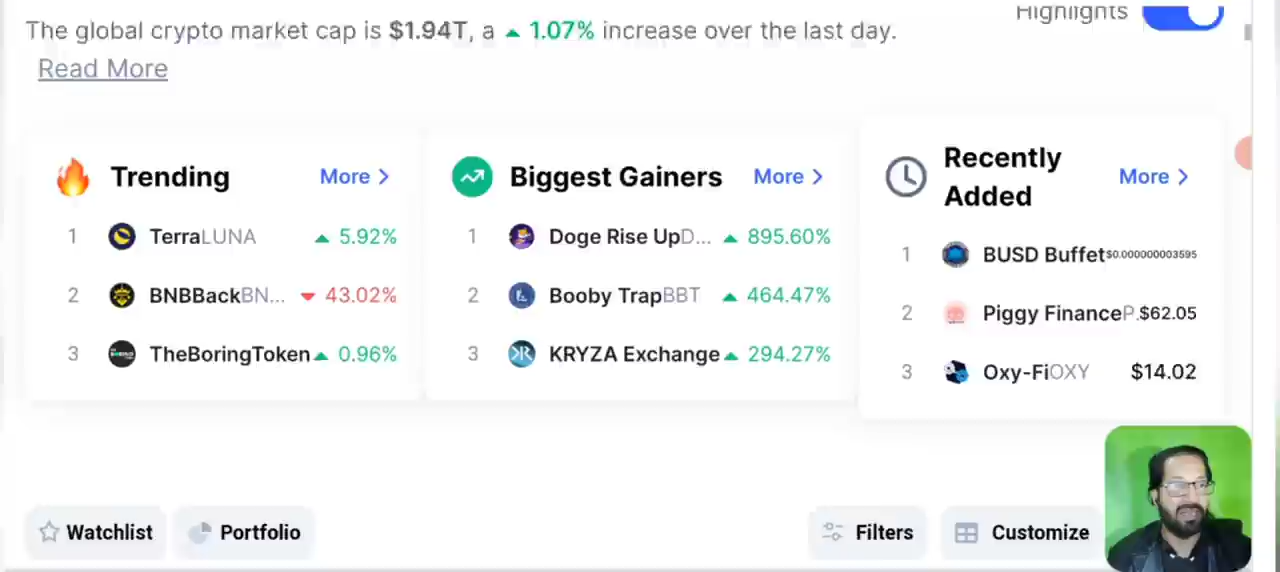 Highlights
The global crypto market cap is $1.94T, a 1.07% increase over the last day.
Read More
Trending
More
1 TerraLUNA 5.92%
2 BNBBackBN... 43.02%
3 TheBoringToken 0.96%
Biggest Gainers
More
1 Doge Rise UpD... 895.60%
2 Booby TrapBBT 464.47%
3 KRYZA Exchange 294.27%
Recently
Added
More
1 BUSD Buffet$0.000000003595
2 Piggy FinanceP.$62.05
3 Oxy-FiOXY $14.02
Watchlist
Portfolio
Filters
Customize